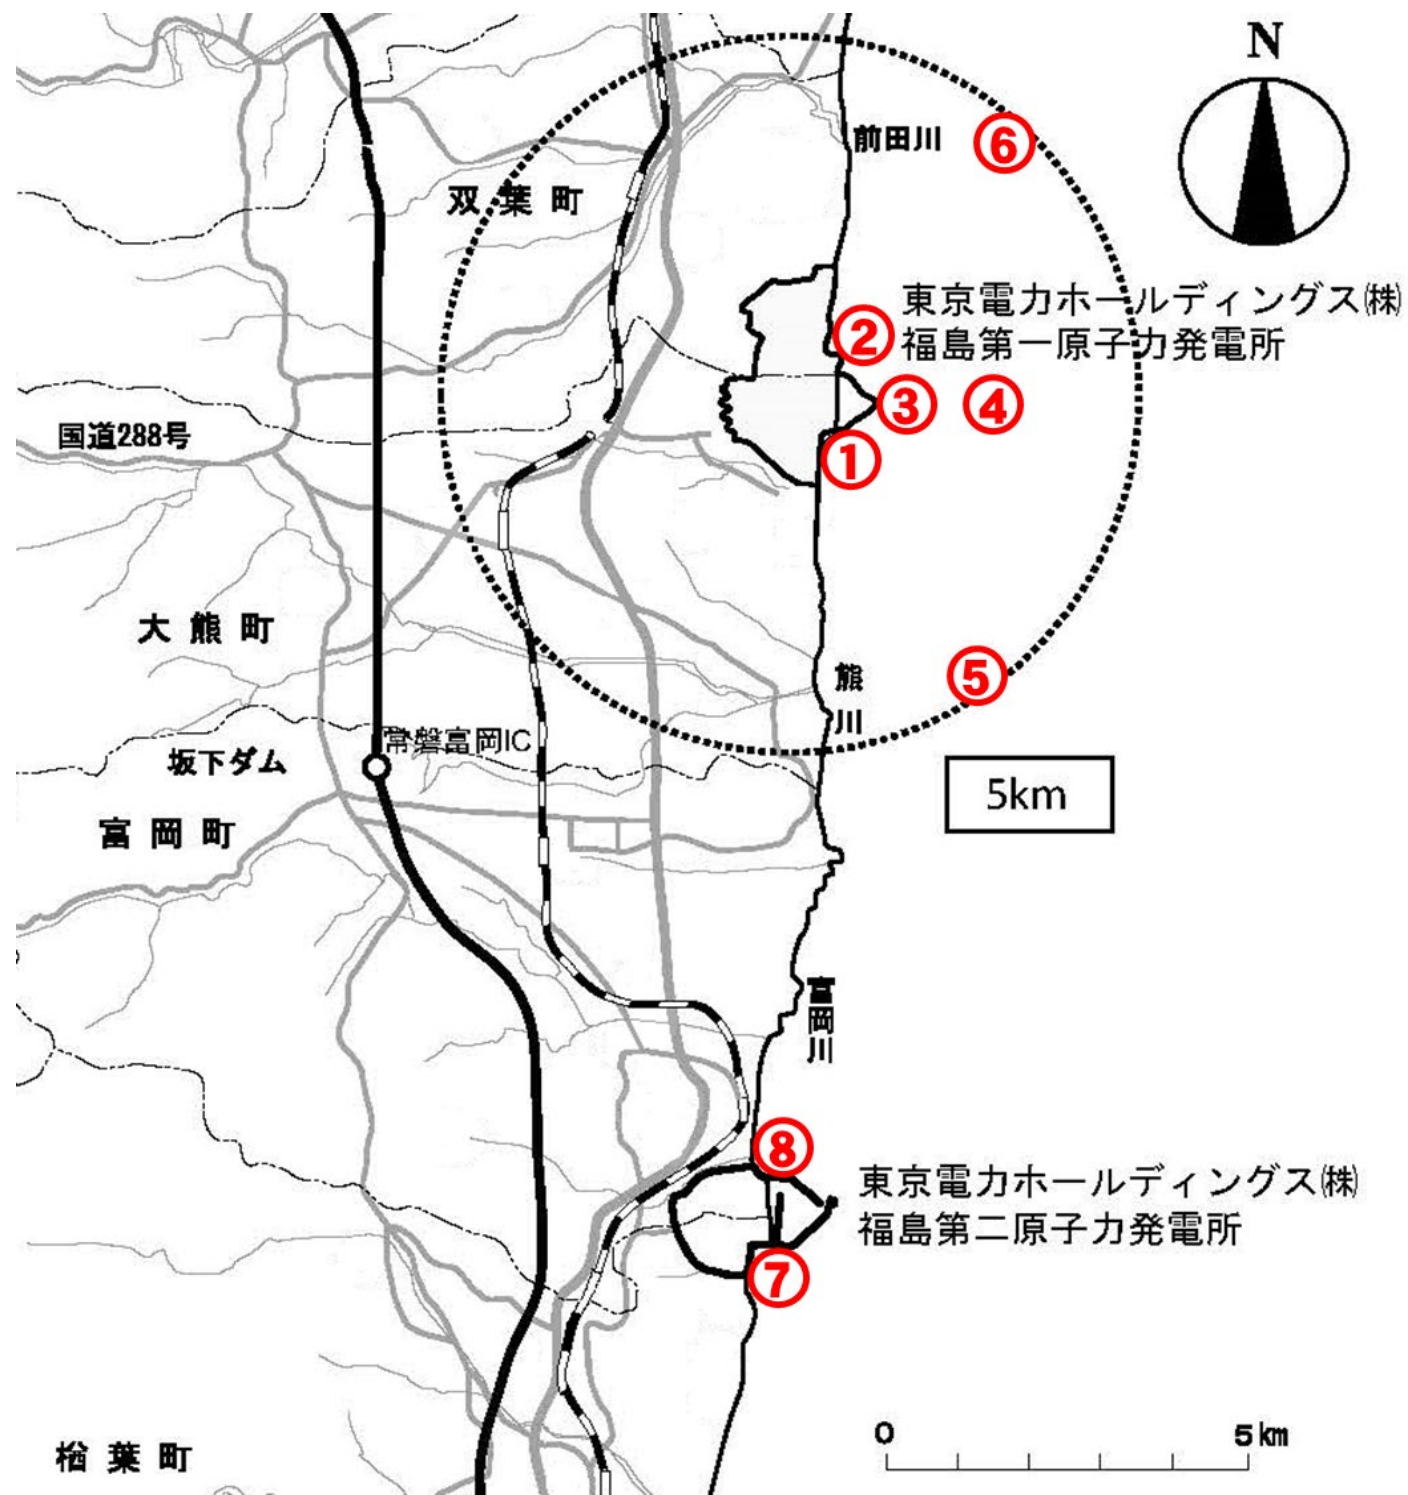 N
前田川
⑥
双葉町
東京電力ホールディングス㈱
福島第一原子力発電所
②
③
④
①
国道288号
大熊町
熊川
⑤
常磐富岡IC
坂下ダム
5km
富岡町
富岡川
⑧
東京電力ホールディングス㈱
福島第二原子力発電所
⑦
0 5km
楢葉町